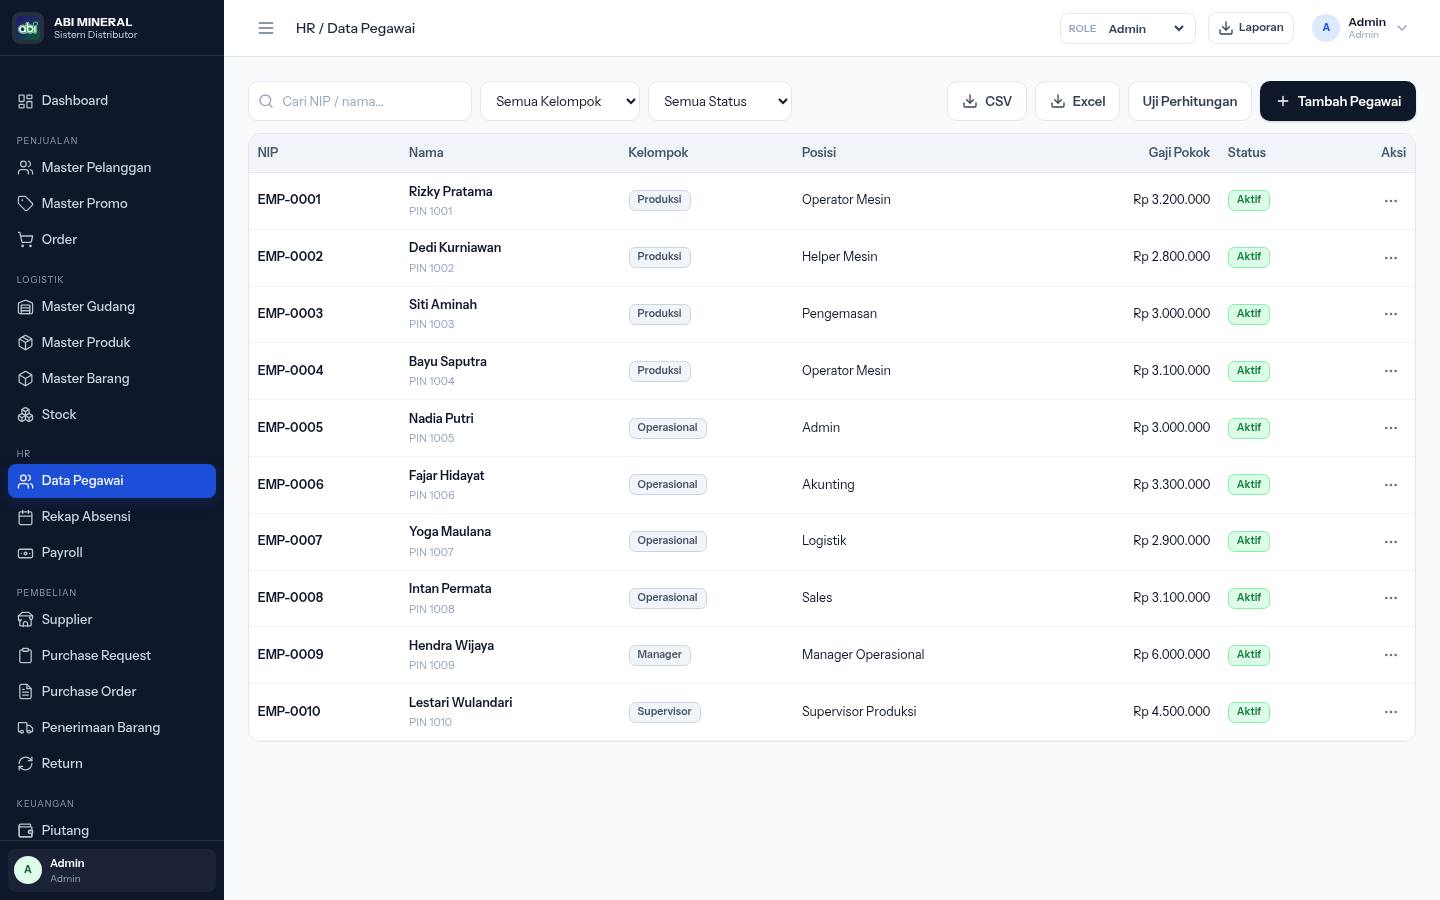 abi
ABI MINERAL
Sistem Distributor
HR / Data Pegawai
ROLE Admin
Laporan
A
Admin
Admin
Dashboard
PENJUALAN
Master Pelanggan
Master Promo
Order
LOGISTIK
Master Gudang
Master Produk
Master Barang
Stock
HR
Data Pegawai
Rekap Absensi
Payroll
PEMBELIAN
Supplier
Purchase Request
Purchase Order
Penerimaan Barang
Return
KEUANGAN
Piutang
A
Admin
Admin
Cari NIP / nama...
Semua Kelompok
Semua Status
CSV
Excel
Uji Perhitungan
Tambah Pegawai
NIP Nama Kelompok Posisi Gaji Pokok Status Aksi
EMP-0001 Rizky Pratama Produksi Operator Mesin Rp 3.200.000 Aktif
PIN 1001
EMP-0002 Dedi Kurniawan Produksi Helper Mesin Rp 2.800.000 Aktif
PIN 1002
EMP-0003 Siti Aminah Produksi Pengemasan Rp 3.000.000 Aktif
PIN 1003
EMP-0004 Bayu Saputra Produksi Operator Mesin Rp 3.100.000 Aktif
PIN 1004
EMP-0005 Nadia Putri Operasional Admin Rp 3.000.000 Aktif
PIN 1005
EMP-0006 Fajar Hidayat Operasional Akunting Rp 3.300.000 Aktif
PIN 1006
EMP-0007 Yoga Maulana Operasional Logistik Rp 2.900.000 Aktif
PIN 1007
EMP-0008 Intan Permata Operasional Sales Rp 3.100.000 Aktif
PIN 1008
EMP-0009 Hendra Wijaya Manager Manager Operasional Rp 6.000.000 Aktif
PIN 1009
EMP-0010 Lestari Wulandari Supervisor Supervisor Produksi Rp 4.500.000 Aktif
PIN 1010